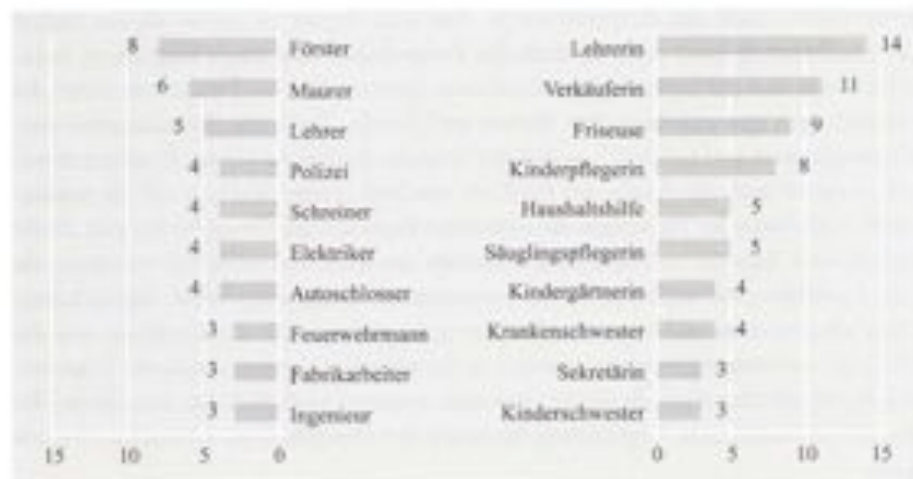 8 Förster Lehrerin 14
6 Maurer Verkäuferin 11
5 Lehrer Friseuse 9
4 Polizei Kinderpflegerin 8
4 Schreiner Haushaltshilfe 5
4 Elektriker Säuglingspflegerin 5
4 Autoschlosser Kindergärtnerin 4
3 Feuerwehrmann Krankenschwester 4
3 Fabrikarbeiter Sekretärin 3
3 Ingenieur Kinderschwester 3
15 10 5 0 0 5 10 15